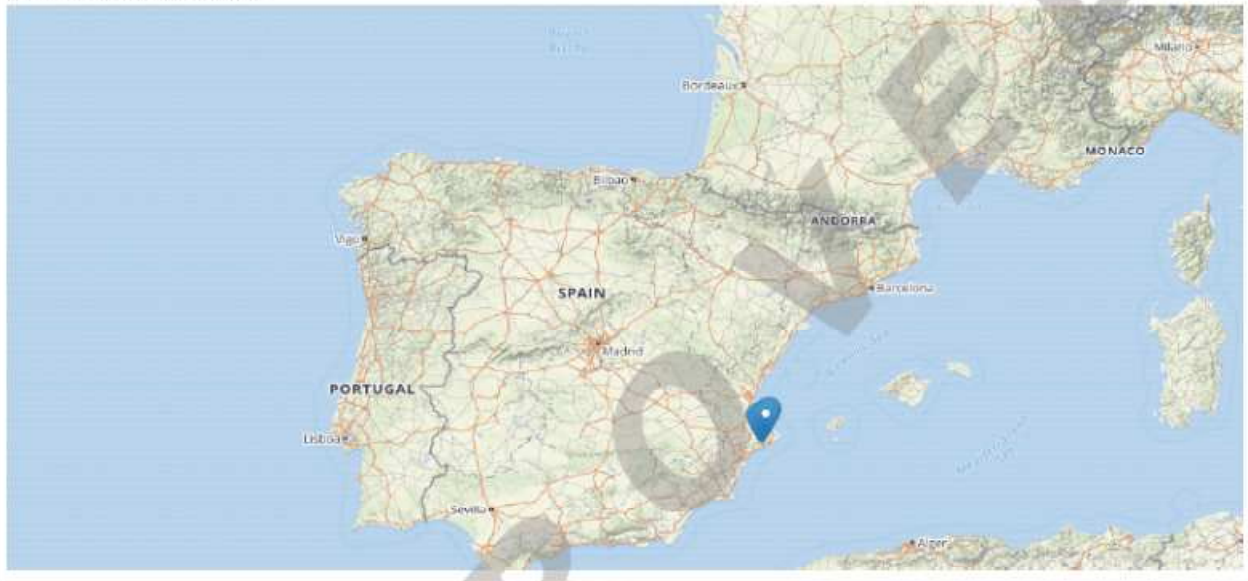 Milano
Bordeaux
MONACO
Bilbao
ANDORRA
Vigo
SPAIN
Barcelona
Madrid
PORTUGAL
Lisboa
Sevilla
Alger
O V E